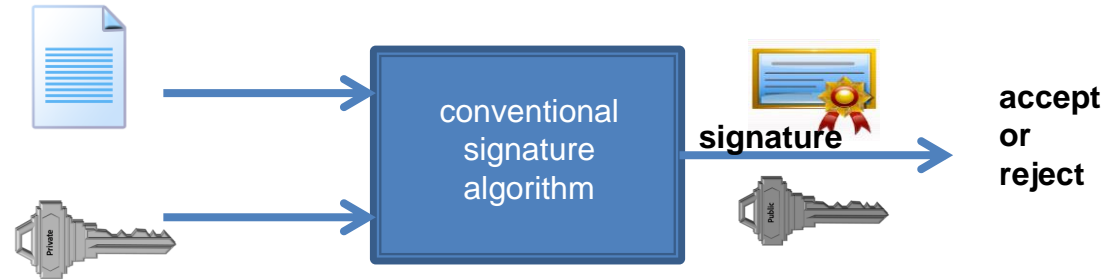 conventional
signature
algorithm
signature
accept
or
reject
Private
Public